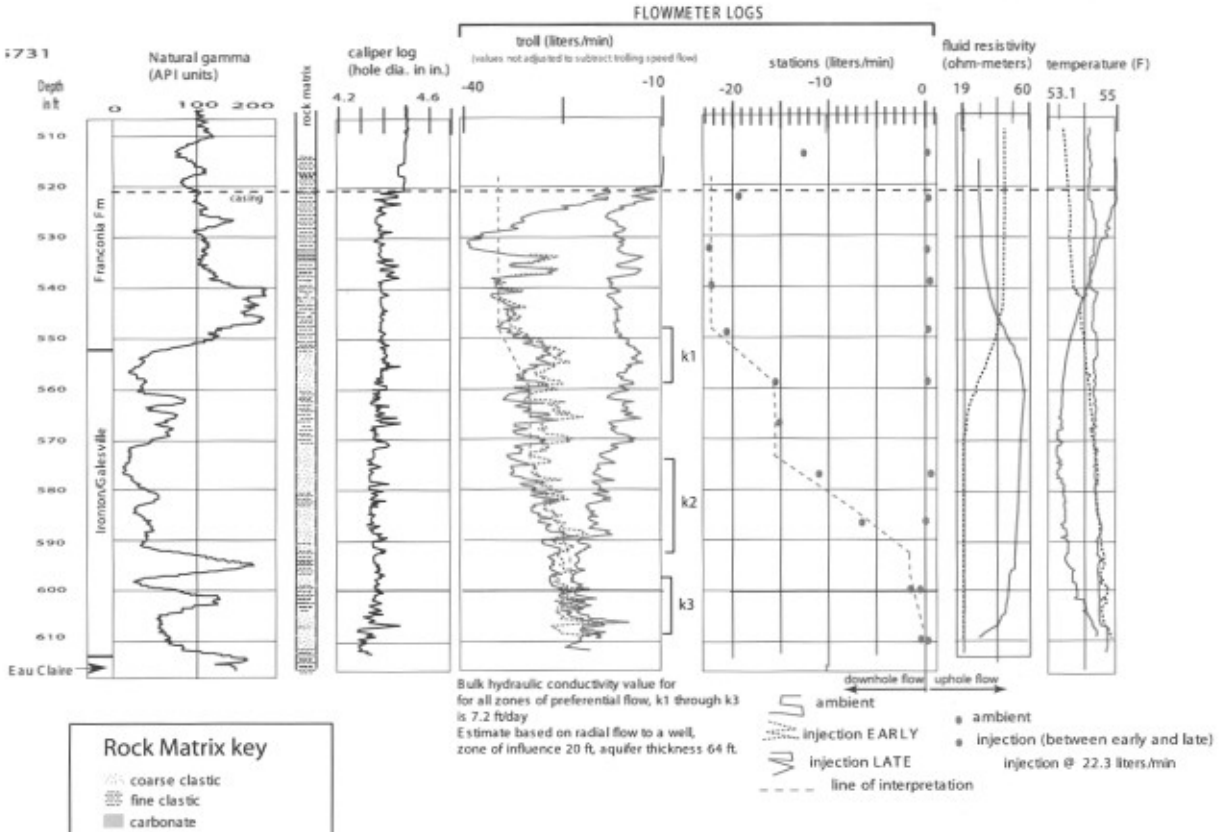 FLOWMETER LOGS
5731
Natural gamma
(API units)
caliper log
(hole dia. in in.)
troll (liters/min)
(values not adjusted to subtract trolling speed flow)
stations (liters/min)
fluid resistivity
(ohm-meters)
temperature (F)
Depth
in ft
0
100 200
rock matrix
4.2
4.6
-40
-10
-20
-10
0
19
60
53.1
55
510
520
530
540
550
560
570
580
590
600
610
casing
Franconia Fm
Ironton/Galesville
Eau Claire
k1
k2
k3
downhole flow
uphole flow
Bulk hydraulic conductivity value for
for all zones of preferential flow, k1 through k3
is 7.2 ft/day
Estimate based on radial flow to a well,
zone of influence 20 ft, aquifer thickness 64 ft.
ambient
injection EARLY
injection LATE
line of interpretation
ambient
injection (between early and late)
injection @ 22.3 liters/min
Rock Matrix key
coarse clastic
fine clastic
carbonate